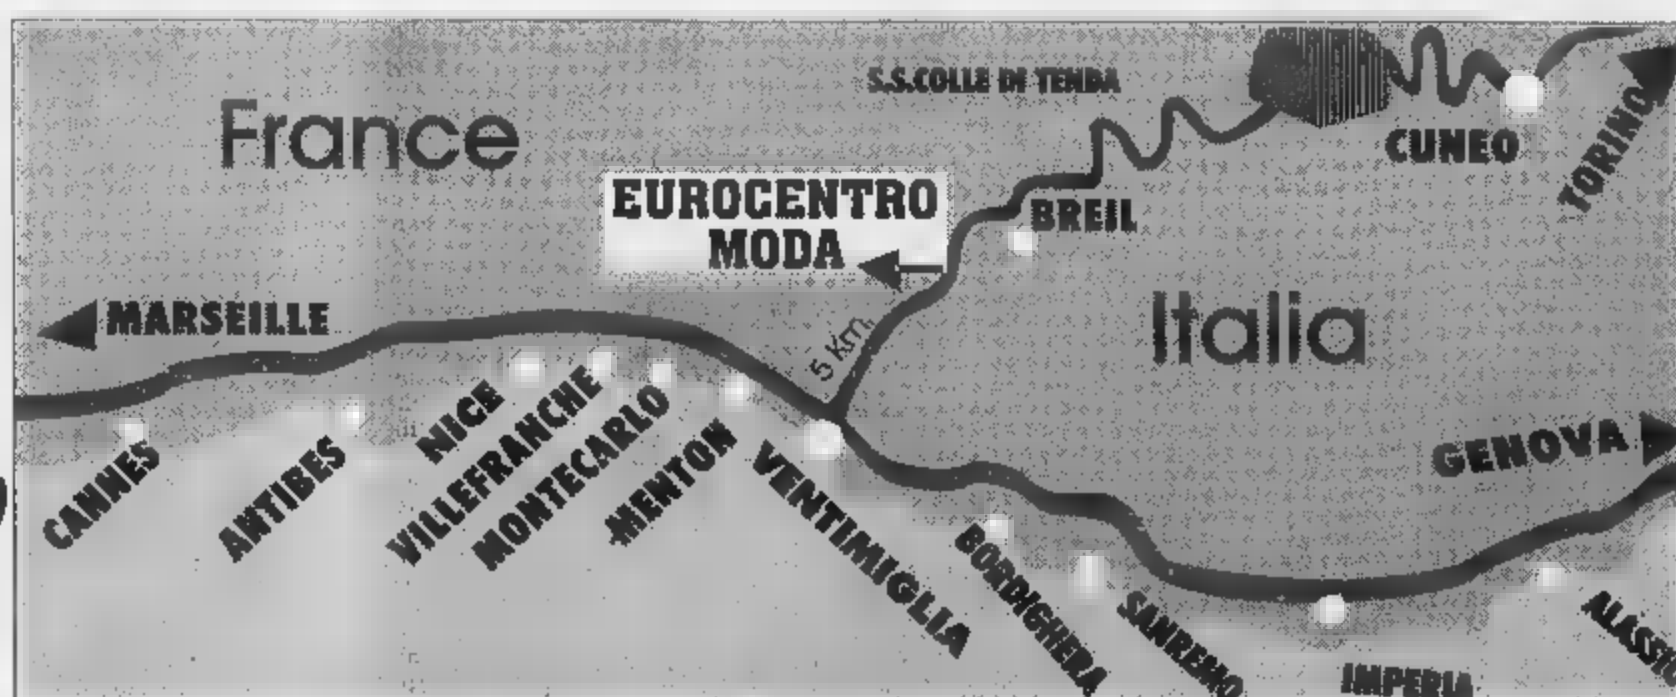 S.S.COLLE DI TENDA
France
CUNEO
TORINO
EUROCENTRO
MODA
BREIL
MARSEILLE
Italia
5 Km.
GENOVA
CANNES
ANTIBES
NICE
VILLEFRANCHE
MONTECARLO
MENTON
VENTIMIGLIA
BORDIGHERA
SANREMO
IMPERIA
ALASSIO